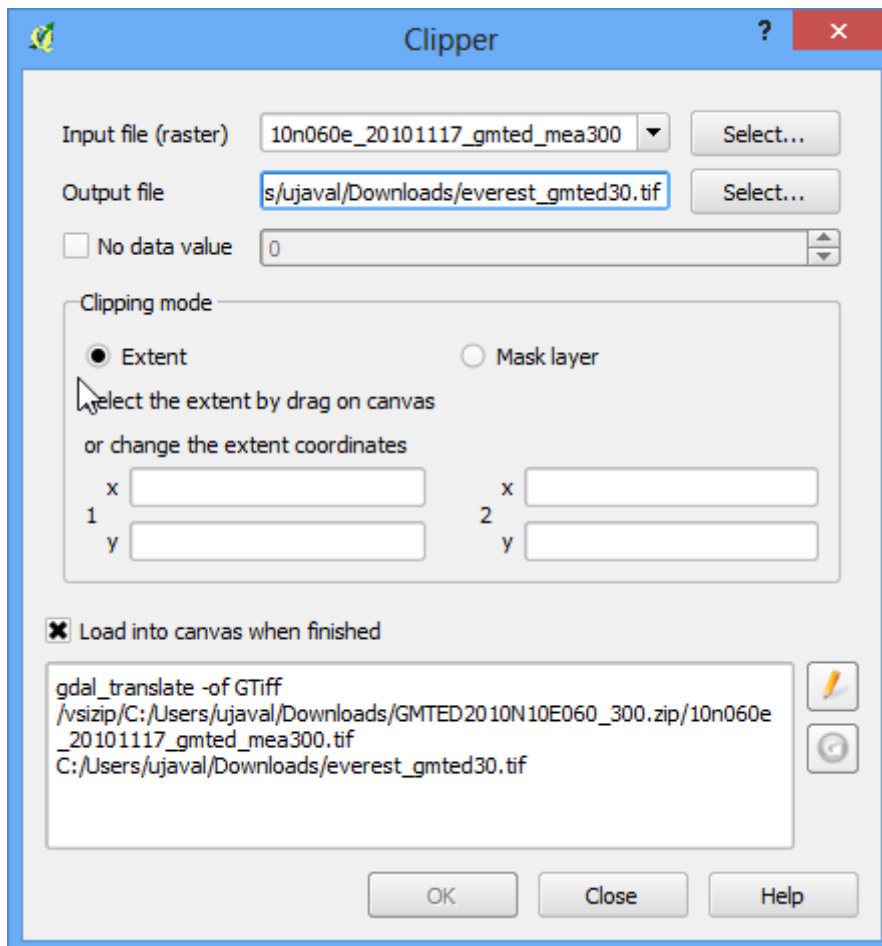 Clipper
?
Input file (raster)
10n060e_20101117_gmted_mea300
Select...
Output file
s/ujaval/Downloads/everest_gmted30.tif
Select...
No data value
0
Clipping mode
Extent
Mask layer
elect the extent by drag on canvas
or change the extent coordinates
x
x
1
2
y
y
Load into canvas when finished
gdal_translate -of GTiff
/vsizip/C:/Users/ujaval/Downloads/GMTED2010N10E060_300.zip/10n060e
_20101117_gmted_mea300.tif
C:/Users/ujaval/Downloads/everest_gmted30.tif
OK
Close
Help